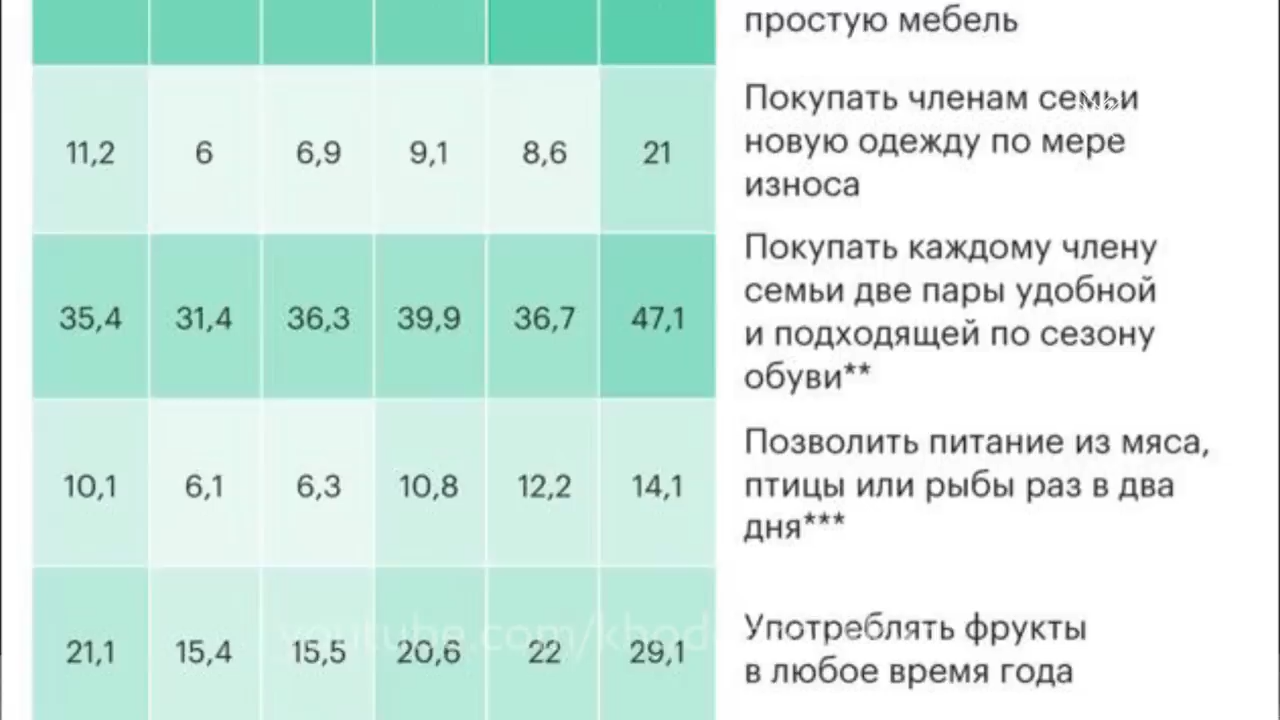 простую мебель
11,2 6 6,9 9,1 8,6 21
Покупать членам семьи
новую одежду по мере
износа
35,4 31,4 36,3 39,9 36,7 47,1
Покупать каждому члену
семьи две пары удобной
и подходящей по сезону
обуви**
10,1 6,1 6,3 10,8 12,2 14,1
Позволить питание из мяса,
птицы или рыбы раз в два
дня***
21,1 15,4 15,5 20,6 22 29,1
Употреблять фрукты
в любое время года